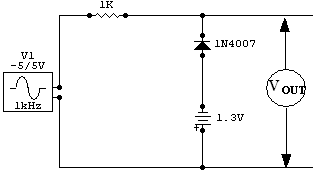 1K
V1
-5/5V
1N4007
VOUT
1kHz
1.3V
+